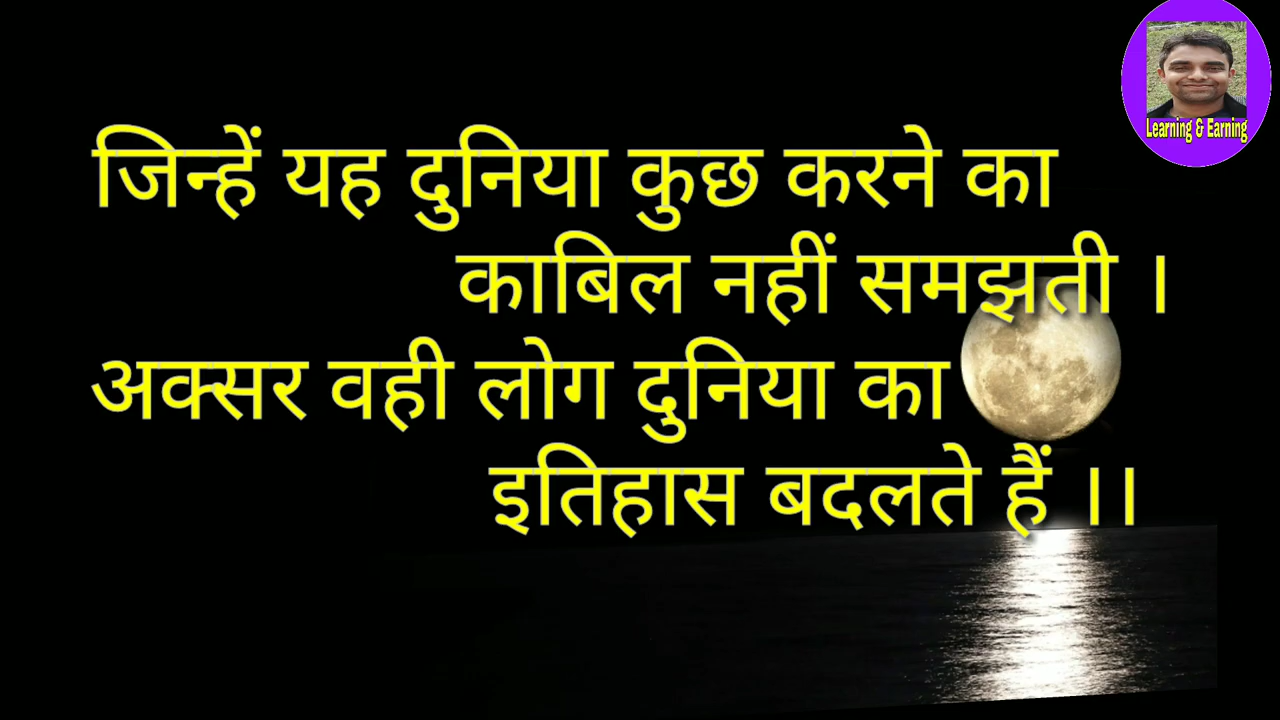 Learning & Earning
जिन्हें यह दुनिया कुछ करने का
काबिल नहीं समझती ।
अक्सर वही लोग दुनिया का
इतिहास बदलते हैं ।।